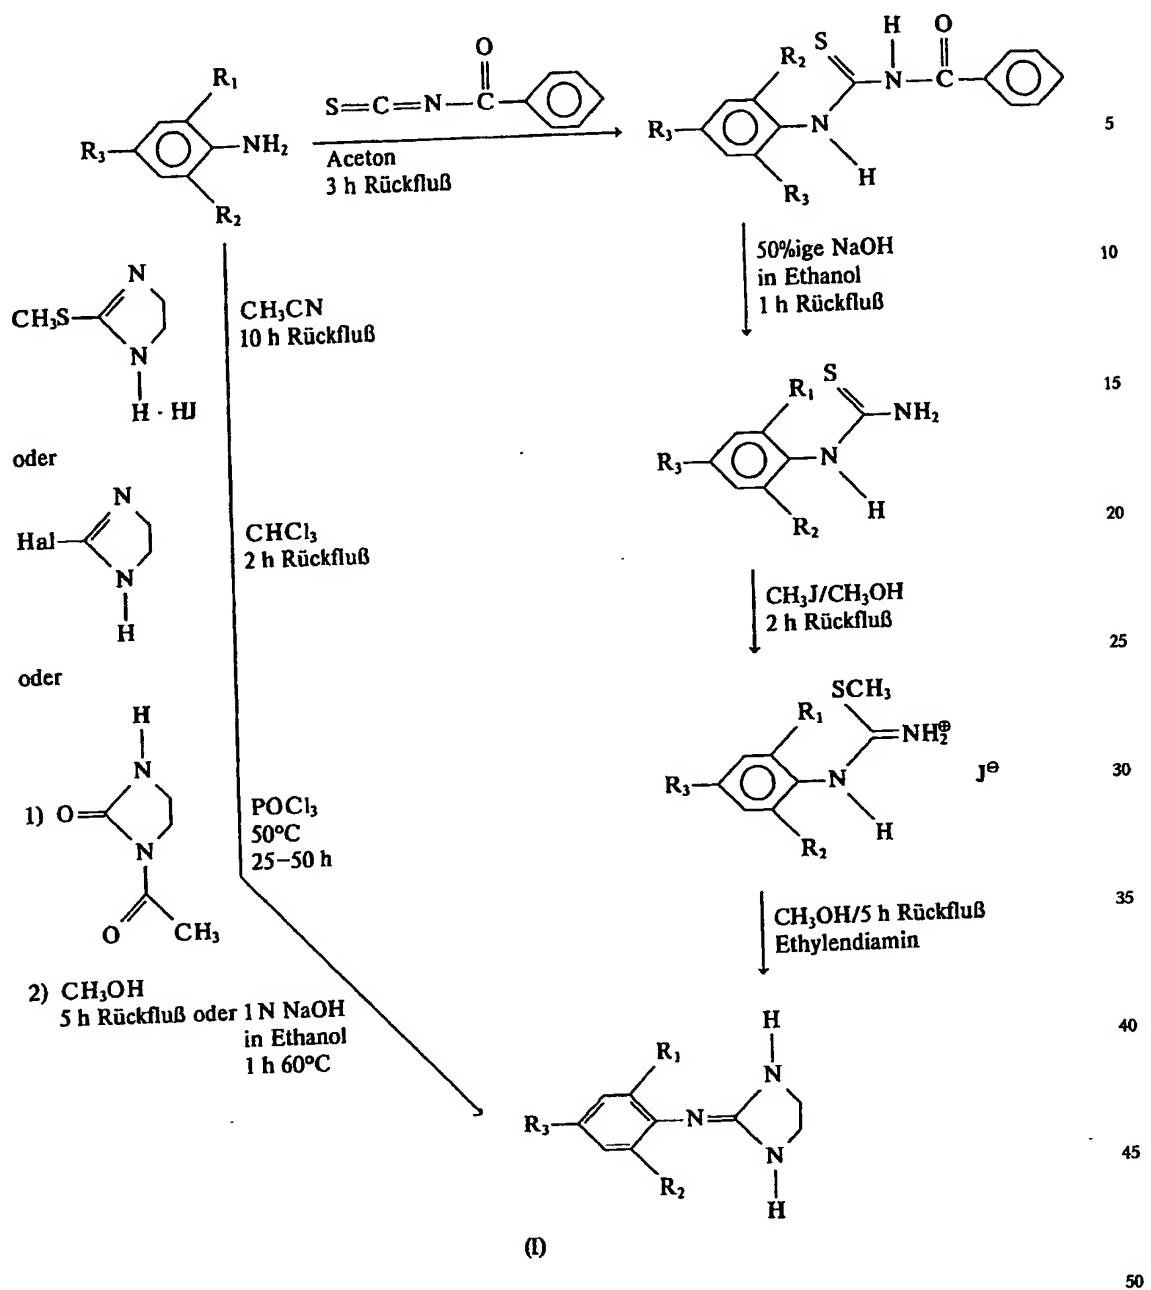 O
S=C=N—C
R₁
R₃
NH₂
R₂
Aceton
3 h Rückfluß
H
O
S
R₂
N—C
R₃
N
H
R₃
5
50%ige NaOH
in Ethanol
1 h Rückfluß
10
N
CH₃S
N
H · HJ
CH₃CN
10 h Rückfluß
S
R₁
NH₂
R₃
N
H
R₂
15
oder
N
Hal
N
H
CHCl₃
2 h Rückfluß
20
CH₃J/CH₃OH
2 h Rückfluß
25
oder
H
N
1) O
N
O
CH₃
POCl₃
50°C
25–50 h
SCH₃
R₁
NH₂⊕
R₃
N
H
R₂
J⊖
30
35
CH₃OH/5 h Rückfluß
Ethylendiamin
2) CH₃OH
5 h Rückfluß oder 1 N NaOH
in Ethanol
1 h 60°C
40
H
R₁
N
R₃
N
N
R₂
H
45
(I)
50